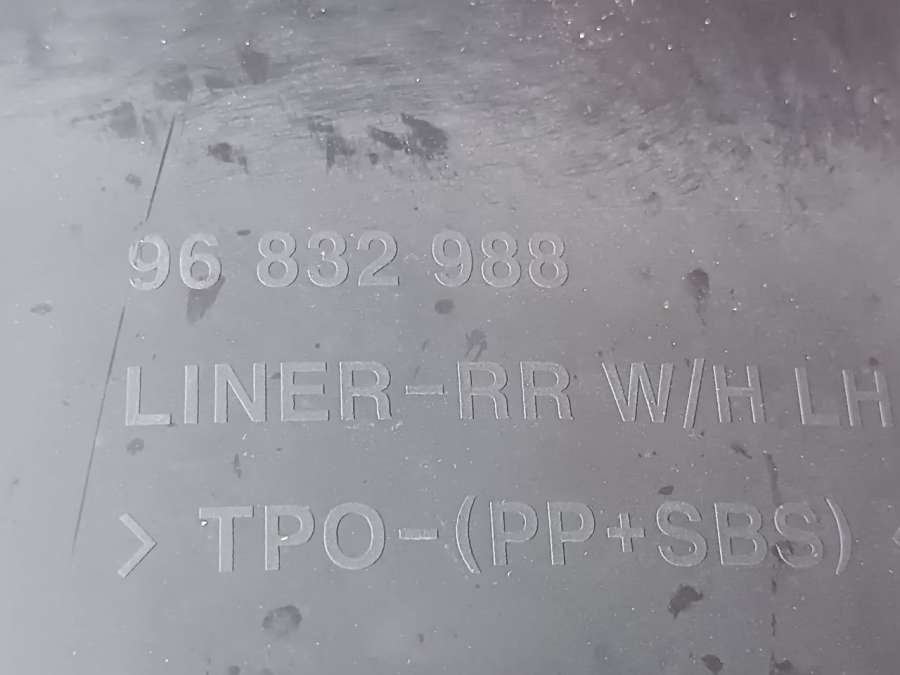 96 832 988
LINER-RR W/H LH
> TPO-(PP+SBS) <